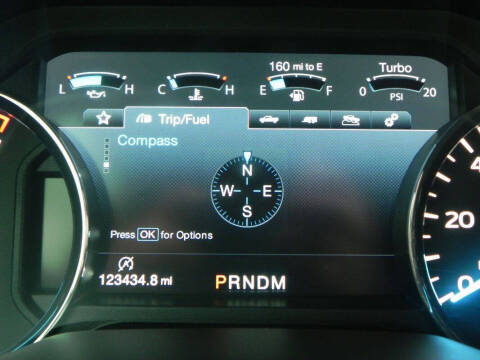 160 mi to E
Turbo
L H
C H
E F
0 20
PSI
Trip/Fuel
Compass
N
W E
S
Press OK for Options
123434.8 mi
PRNDM
20
0